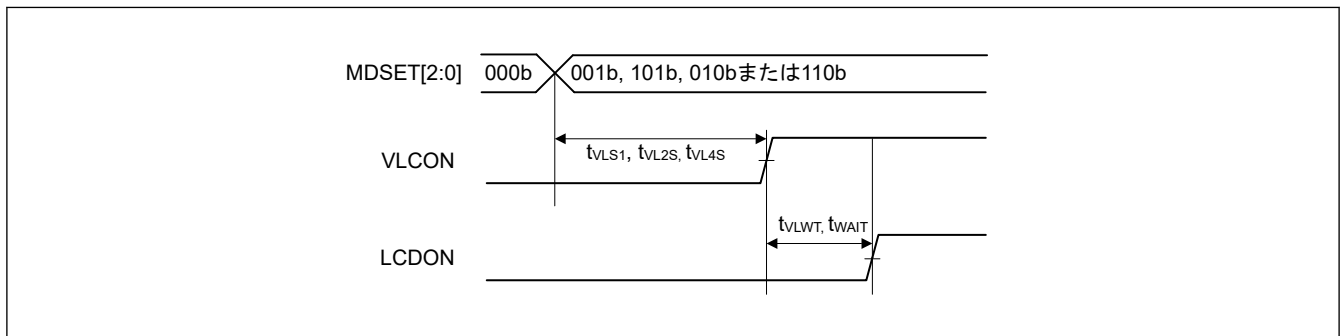 MDSET[2:0] 000b 001b, 101b, 010bまたは110b
tVLS1, tVL2S, tVL4S
VLCON
tVLWT, tWAIT
LCDON